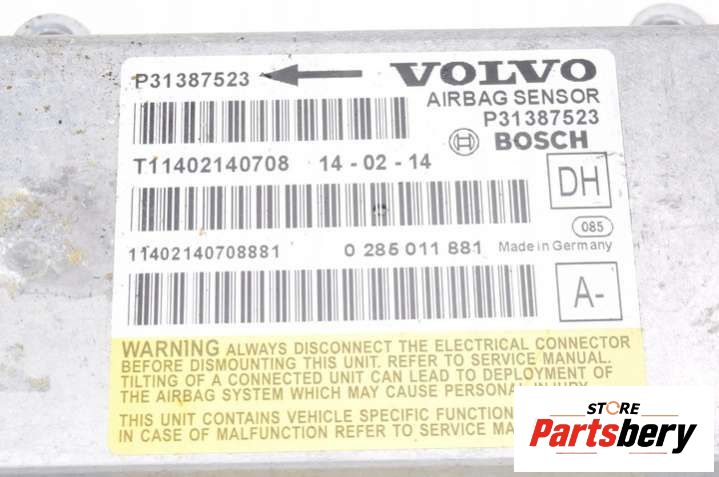 P31387523 VOLVO
AIRBAG SENSOR
P31387523
BOSCH
T11402140708 14-02-14
DH
085
11402140708881 0 285 011 881 Made in Germany
A-
WARNING ALWAYS DISCONNECT THE ELECTRICAL CONNECTOR
BEFORE DISMOUNTING THIS UNIT. REFER TO SERVICE MANUAL.
TILTING OF A CONNECTED UNIT CAN LEAD TO DEPLOYMENT OF
THE AIRBAG SYSTEM WHICH MAY CAUSE PERSONAL INJURY
THIS UNIT CONTAINS VEHICLE SPECIFIC
IN CASE OF MALFUNCTION REFER TO SERVICE
STORE
Partsbery